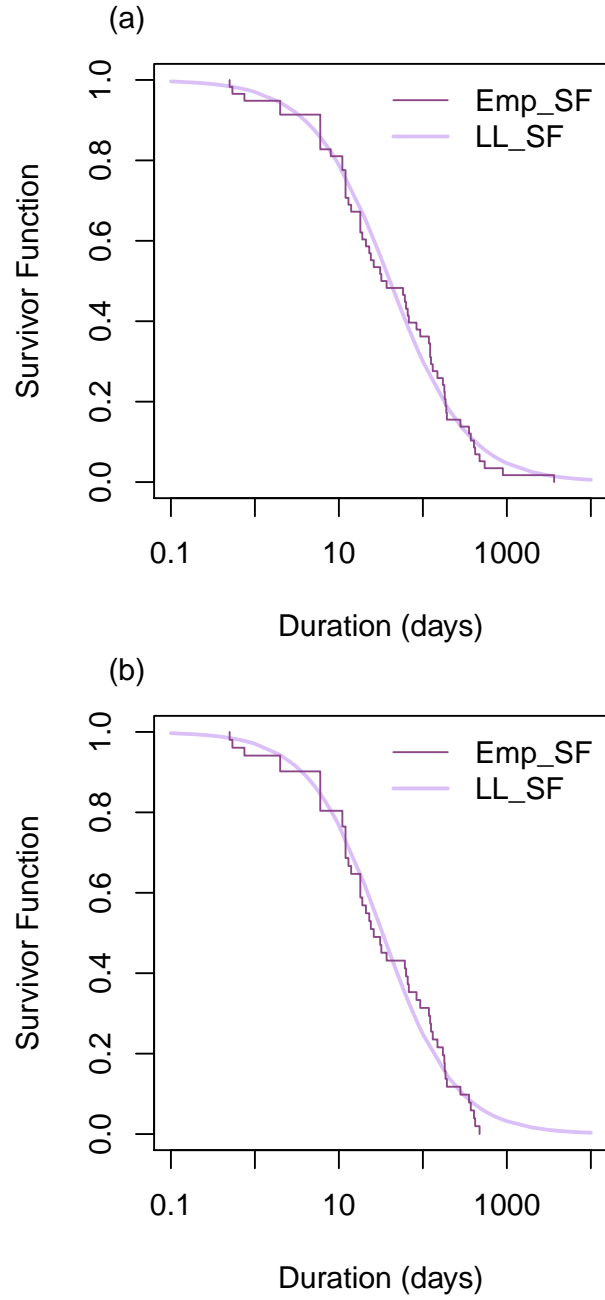 (a)
Emp_SF
LL_SF
Survivor Function
1.0
0.8
0.6
0.4
0.2
0.0
0.1 10 1000
Duration (days)
(b)
Emp_SF
LL_SF
Survivor Function
1.0
0.8
0.6
0.4
0.2
0.0
0.1 10 1000
Duration (days)